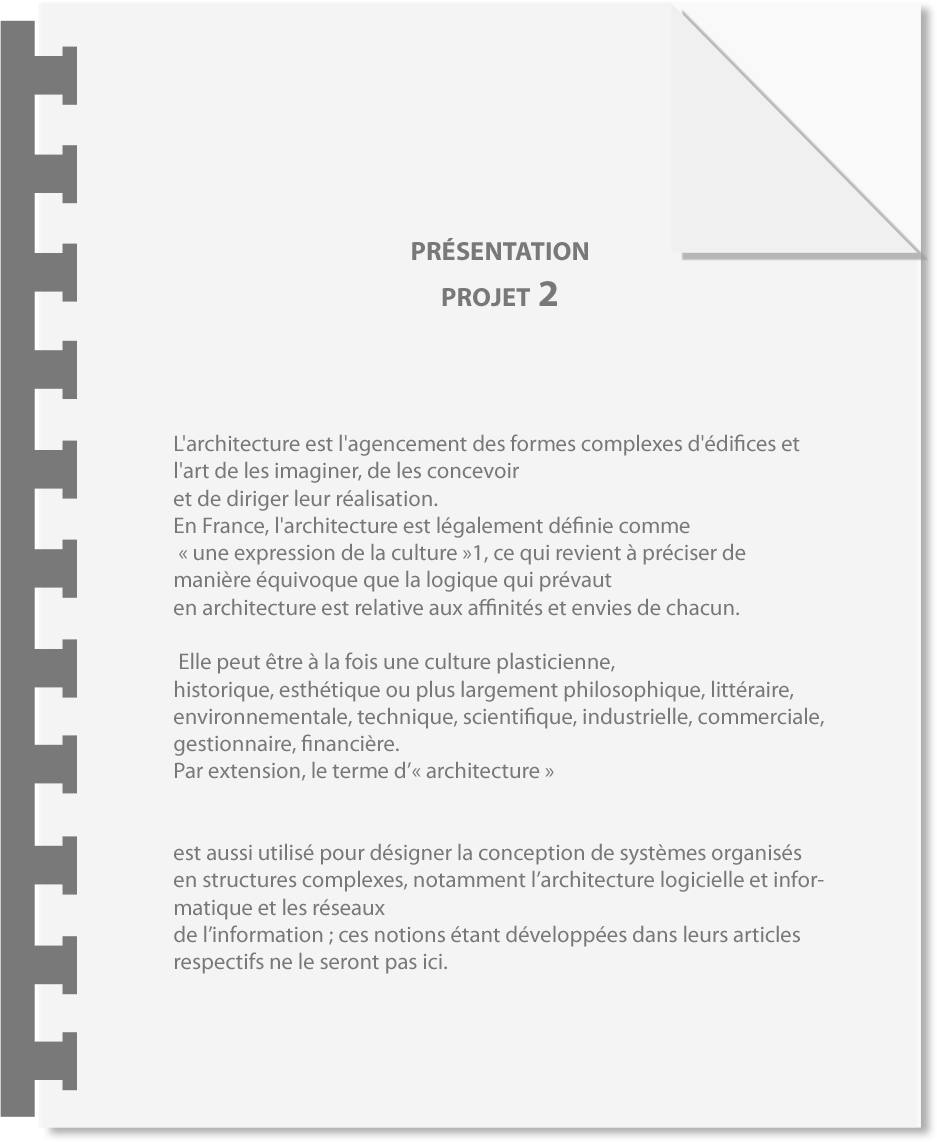 PRÉSENTATION
PROJET 2
L'architecture est l'agencement des formes complexes d'édifices et
l'art de les imaginer, de les concevoir
et de diriger leur réalisation.
En France, l'architecture est légalement définie comme
« une expression de la culture »1, ce qui revient à préciser de
manière équivoque que la logique qui prévaut
en architecture est relative aux affinités et envies de chacun.
Elle peut être à la fois une culture plasticienne,
historique, esthétique ou plus largement philosophique, littéraire,
environnementale, technique, scientifique, industrielle, commerciale,
gestionnaire, financière.
Par extension, le terme d’« architecture »
est aussi utilisé pour désigner la conception de systèmes organisés
en structures complexes, notamment l’architecture logicielle et infor-
matique et les réseaux
de l’information ; ces notions étant développées dans leurs articles
respectifs ne le seront pas ici.